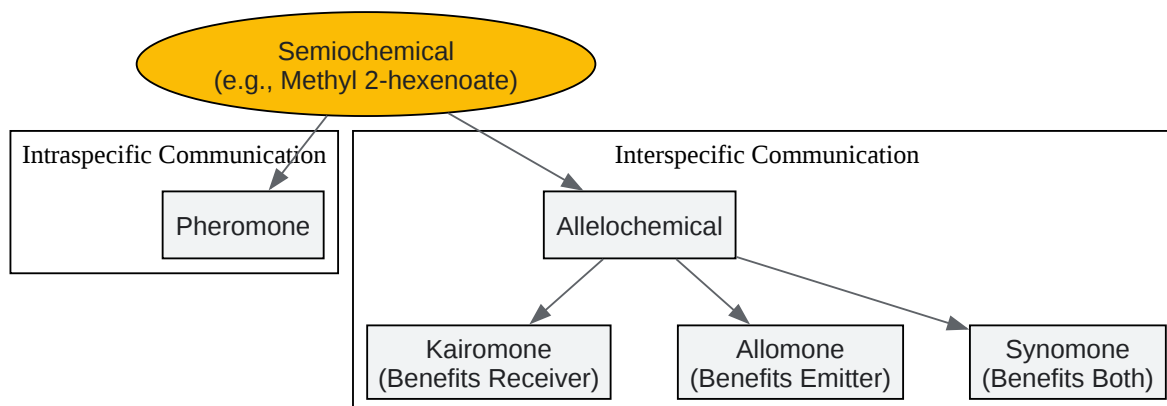 Semiochemical
(e.g., Methyl 2-hexenoate)
Intraspecific Communication
Interspecific Communication
Pheromone
Allelochemical
Kairomone
(Benefits Receiver)
Allomone
(Benefits Emitter)
Synomone
(Benefits Both)